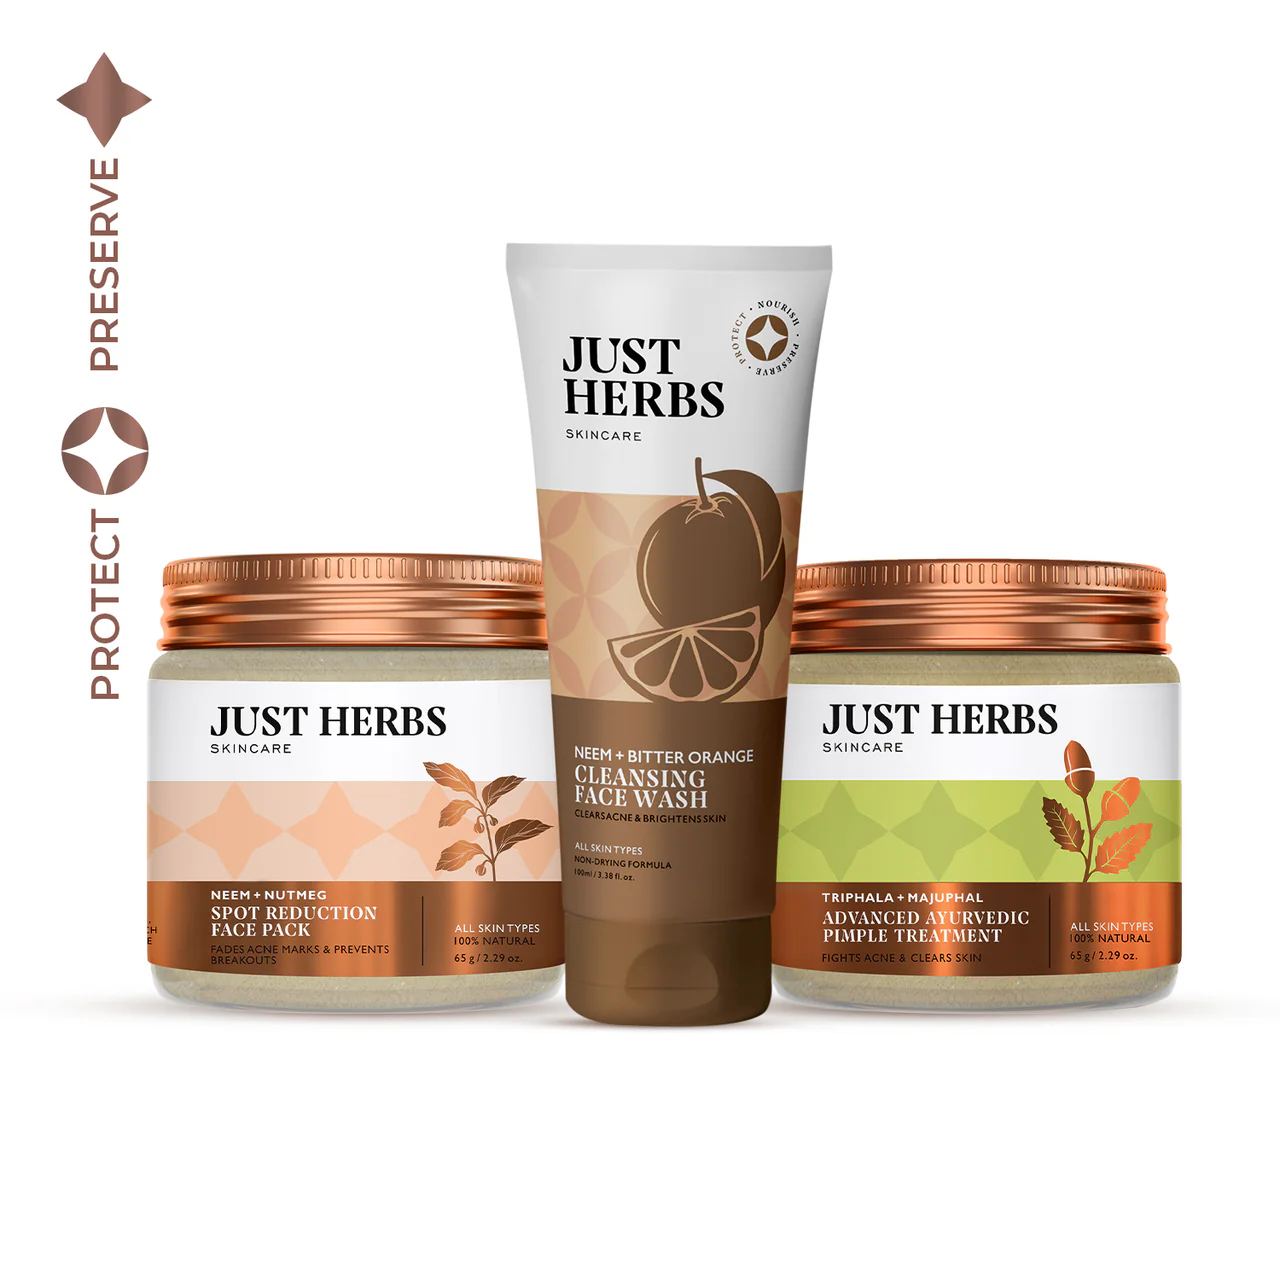 PRESERVE
PROTECT
JUST
HERBS
SKINCARE
PROTECT • NOURISH • PRESERVE •
NEEM + BITTER ORANGE
CLEANSING
FACE WASH
CLEARS ACNE & BRIGHTENS SKIN
ALL SKIN TYPES
NON-DRYING FORMULA
100ml / 3.38 fl. oz.
JUST HERBS
SKINCARE
NEEM + NUTMEG
SPOT REDUCTION
FACE PACK
FADES ACNE MARKS & PREVENTS
BREAKOUTS
ALL SKIN TYPES
100% NATURAL
65 g / 2.29 oz.
JUST HERBS
SKINCARE
TRIPHALA + MAJUPHAL
ADVANCED AYURVEDIC
PIMPLE TREATMENT
FIGHTS ACNE & CLEARS SKIN
ALL SKIN TYPES
100% NATURAL
65 g / 2.29 oz.